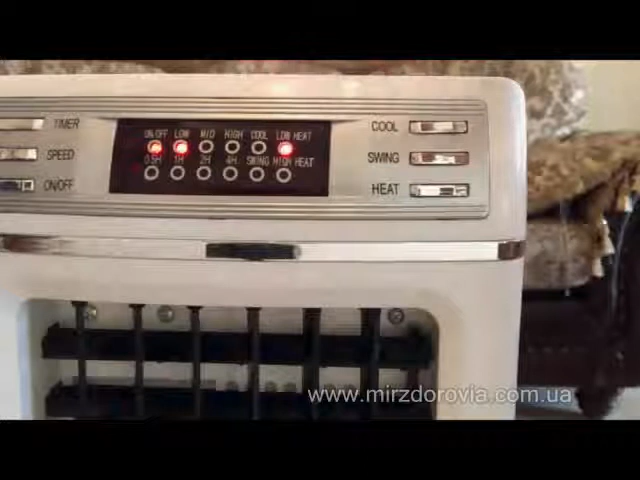 TIMER
SPEED
ON/OFF
ON/OFF LOW MID HIGH COOL LOW HEAT
0.5H 1H 2H 4H SWING HIGH HEAT
COOL
SWING
HEAT
www.mirzdorovia.com.ua